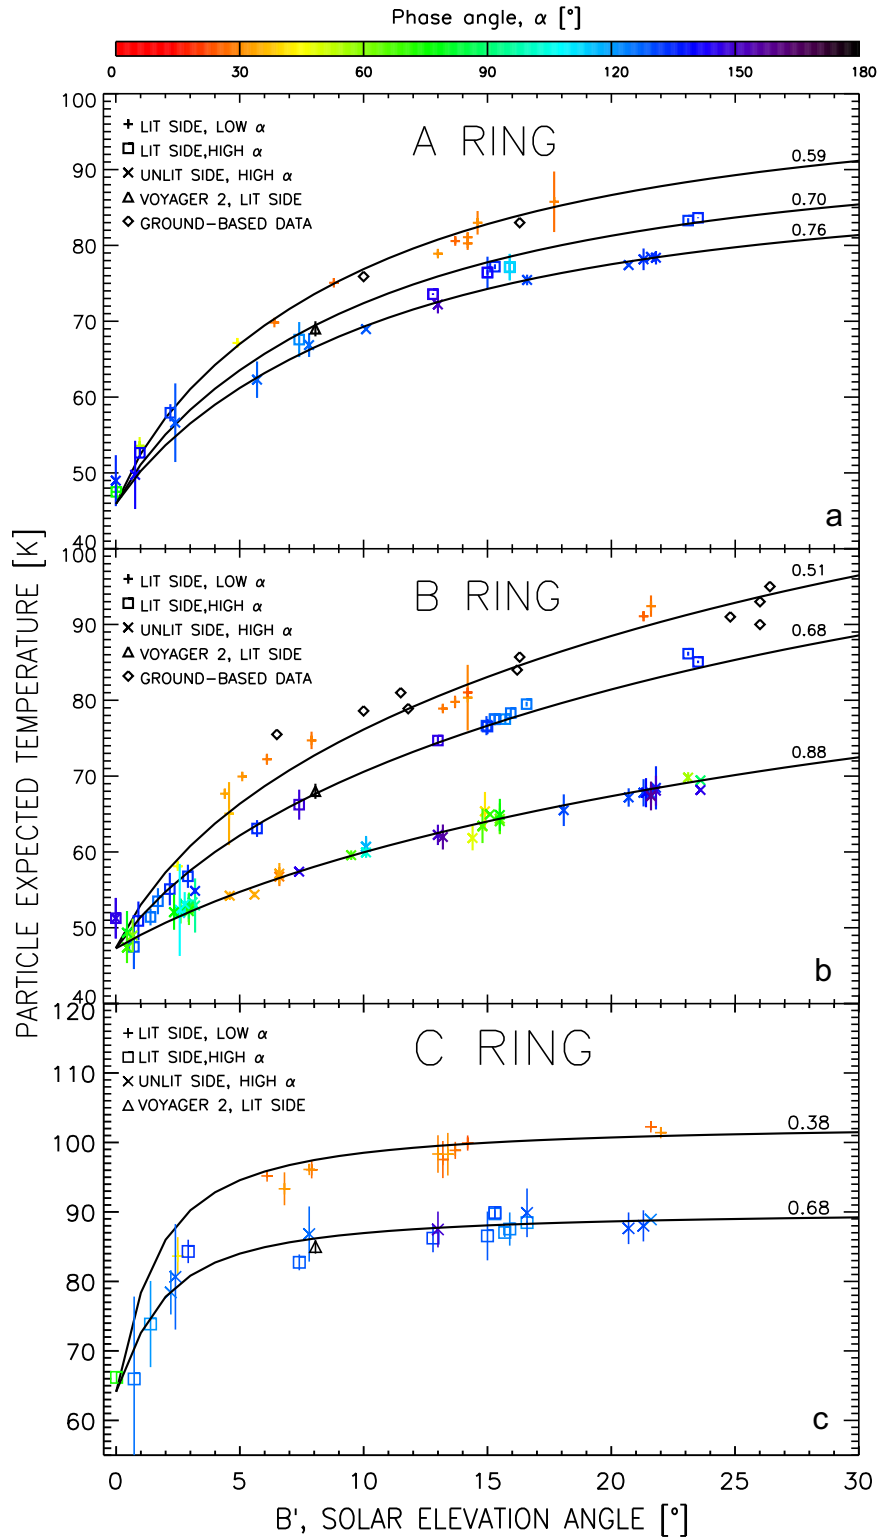 Phase angle, α [°]
0 30 60 90 120 150 180
100
90
80
70
60
50
40
+ LIT SIDE, LOW α
LIT SIDE,HIGH α
× UNLIT SIDE, HIGH α
△ VOYAGER 2, LIT SIDE
◇ GROUND-BASED DATA
A RING
0.59
0.70
0.76
a
PARTICLE EXPECTED TEMPERATURE [K]
100
90
80
70
60
50
40
+ LIT SIDE, LOW α
LIT SIDE,HIGH α
× UNLIT SIDE, HIGH α
△ VOYAGER 2, LIT SIDE
◇ GROUND-BASED DATA
B RING
0.51
0.68
0.88
b
120
110
100
90
80
70
60
+ LIT SIDE, LOW α
LIT SIDE,HIGH α
× UNLIT SIDE, HIGH α
△ VOYAGER 2, LIT SIDE
C RING
0.38
0.68
c
0 5 10 15 20 25 30
B', SOLAR ELEVATION ANGLE [°]